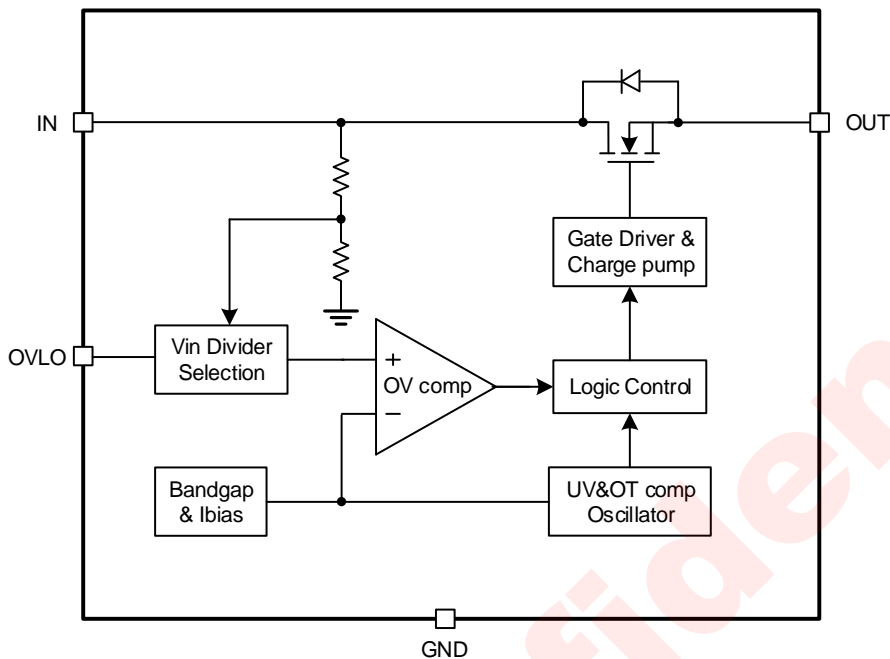 IN
OUT
Gate Driver &
Charge pump
OVLO
Vin Divider
Selection
+
OV comp
−
Logic Control
Bandgap
& Ibias
UV&OT comp
Oscillator
GND
fiden